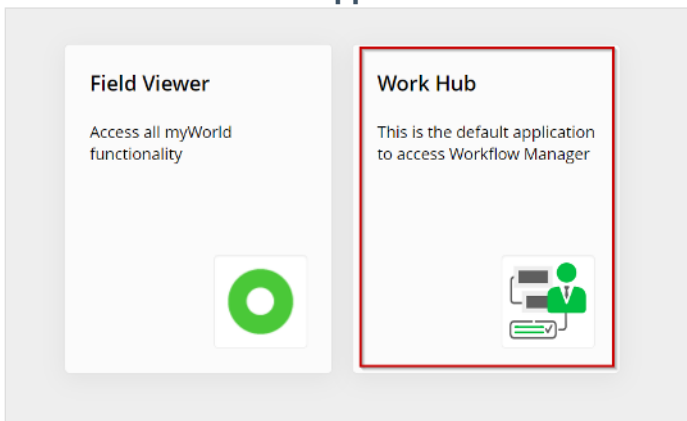 Field Viewer
Access all myWorld
functionality
Work Hub
This is the default application
to access Workflow Manager